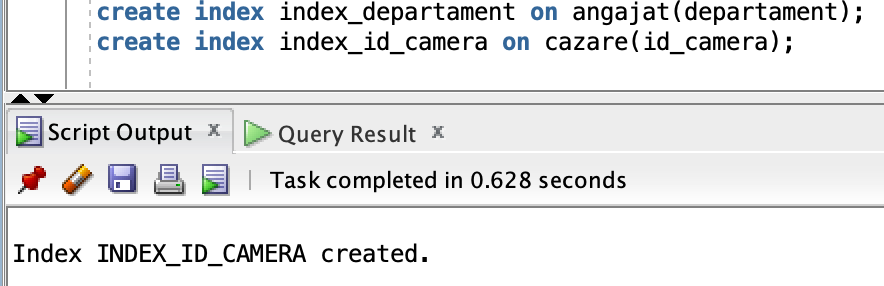 create index index_departament on angajat(departament);
create index index_id_camera on cazare(id_camera);
Script Output x Query Result x
Task completed in 0.628 seconds
Index INDEX_ID_CAMERA created.